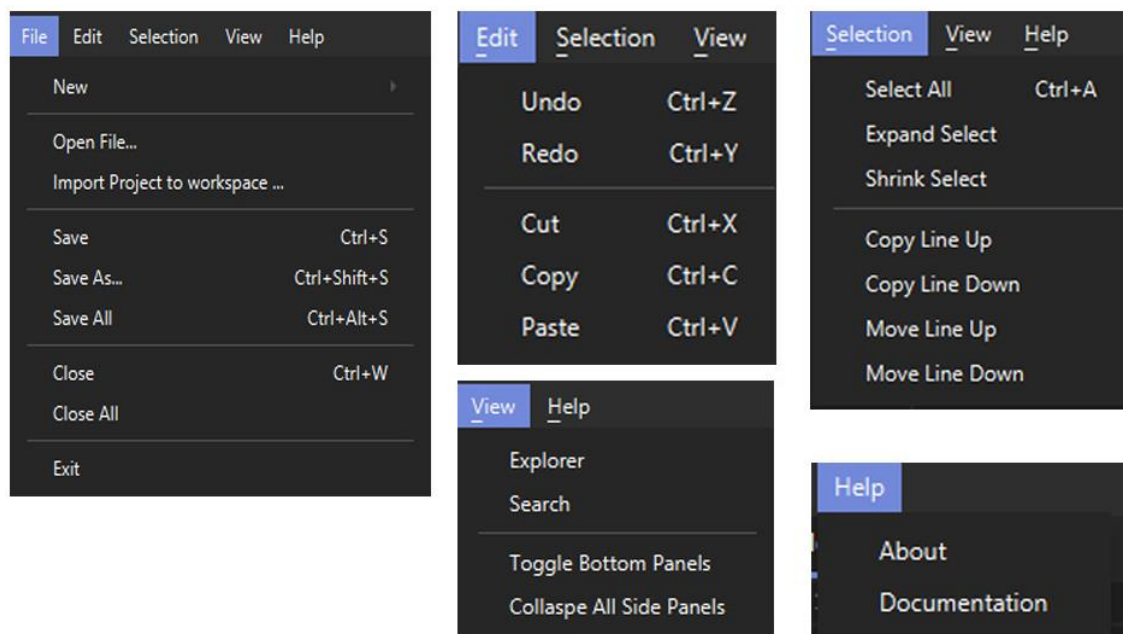 File Edit Selection View Help
New
Open File...
Import Project to workspace ...
Save Ctrl+S
Save As... Ctrl+Shift+S
Save All Ctrl+Alt+S
Close Ctrl+W
Close All
Exit
Edit Selection View
Undo Ctrl+Z
Redo Ctrl+Y
Cut Ctrl+X
Copy Ctrl+C
Paste Ctrl+V
View Help
Explorer
Search
Toggle Bottom Panels
Collaspe All Side Panels
Selection View Help
Select All Ctrl+A
Expand Select
Shrink Select
Copy Line Up
Copy Line Down
Move Line Up
Move Line Down
Help
About
Documentation